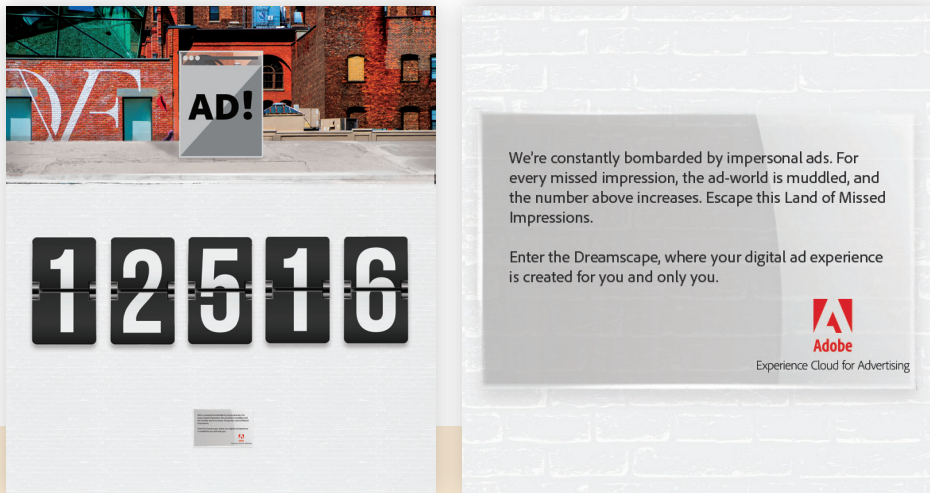 VF
AD!
12516
We're constantly bombarded by impersonal ads. For
every missed impression, the ad-world is muddled, and
the number above increases. Escape this Land of Missed
Impressions.
Enter the Dreamscape, where your digital ad experience
is created for you and only you.
Adobe
Experience Cloud for Advertising